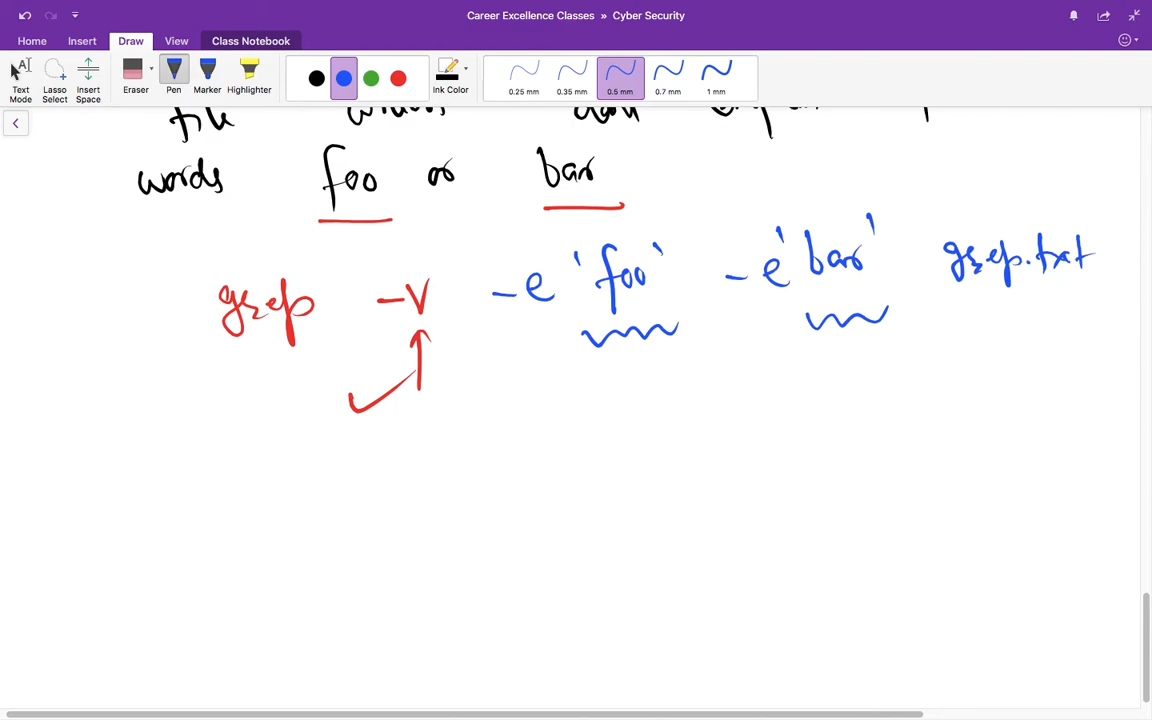 Career Excellence Classes » Cyber Security
Home Insert Draw View Class Notebook
Text Mode Lasso Select Insert Space Eraser Pen Marker Highlighter Ink Color 0.25 mm 0.35 mm 0.5 mm 0.7 mm 1 mm
file
words foo or bar
grep -v -e 'foo' -e 'bar' grep.txt